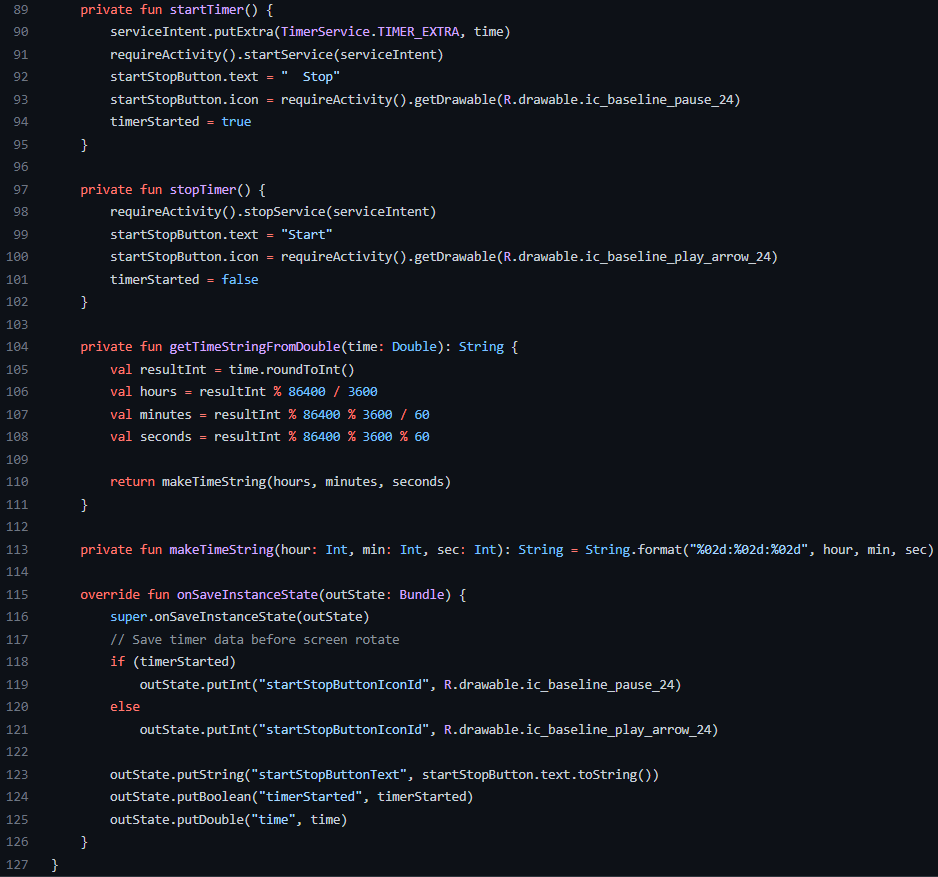 89 private fun startTimer() {
90 serviceIntent.putExtra(TimerService.TIMER_EXTRA, time)
91 requireActivity().startService(serviceIntent)
92 startStopButton.text = "  Stop"
93 startStopButton.icon = requireActivity().getDrawable(R.drawable.ic_baseline_pause_24)
94 timerStarted = true
95 }
96
97 private fun stopTimer() {
98 requireActivity().stopService(serviceIntent)
99 startStopButton.text = "Start"
100 startStopButton.icon = requireActivity().getDrawable(R.drawable.ic_baseline_play_arrow_24)
101 timerStarted = false
102 }
103
104 private fun getTimeStringFromDouble(time: Double): String {
105 val resultInt = time.roundToInt()
106 val hours = resultInt % 86400 / 3600
107 val minutes = resultInt % 86400 % 3600 / 60
108 val seconds = resultInt % 86400 % 3600 % 60
109
110 return makeTimeString(hours, minutes, seconds)
111 }
112
113 private fun makeTimeString(hour: Int, min: Int, sec: Int): String = String.format("%02d:%02d:%02d", hour, min, sec)
114
115 override fun onSaveInstanceState(outState: Bundle) {
116 super.onSaveInstanceState(outState)
117 // Save timer data before screen rotate
118 if (timerStarted)
119 outState.putInt("startStopButtonIconId", R.drawable.ic_baseline_pause_24)
120 else
121 outState.putInt("startStopButtonIconId", R.drawable.ic_baseline_play_arrow_24)
122
123 outState.putString("startStopButtonText", startStopButton.text.toString())
124 outState.putBoolean("timerStarted", timerStarted)
125 outState.putDouble("time", time)
126 }
127 }